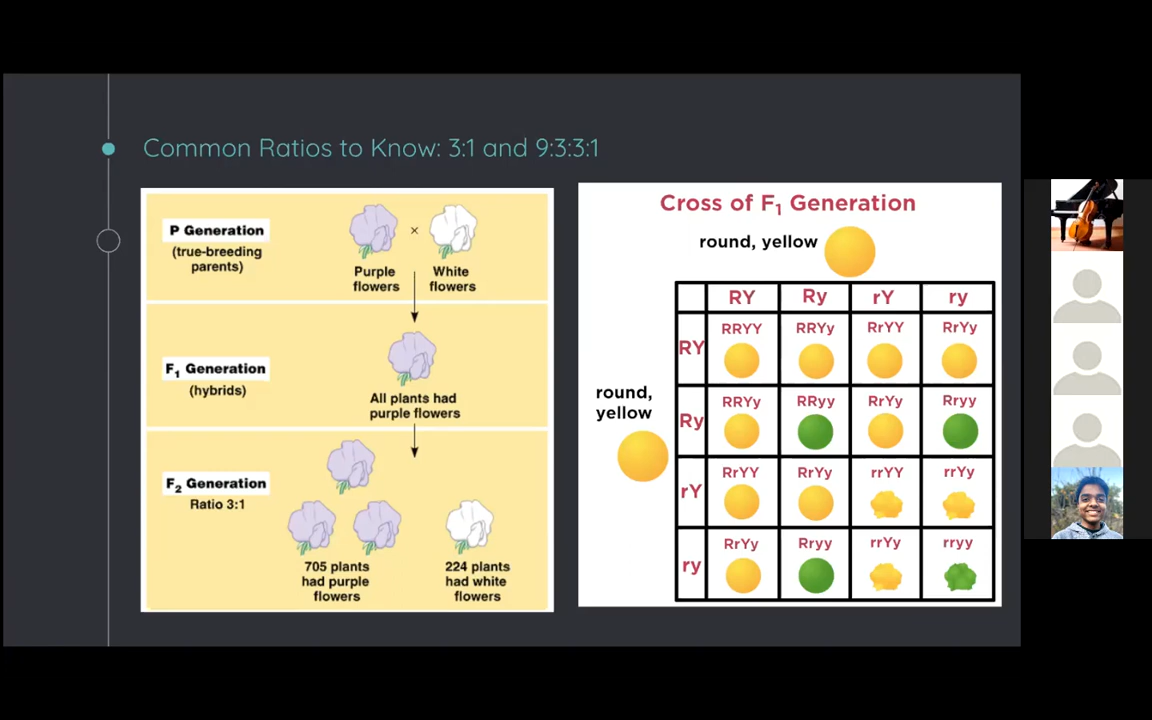 Common Ratios to Know: 3:1 and 9:3:3:1
P Generation
(true-breeding
parents)
×
Purple
flowers
White
flowers
F₁ Generation
(hybrids)
All plants had
purple flowers
F₂ Generation
Ratio 3:1
705 plants
had purple
flowers
224 plants
had white
flowers
Cross of F₁ Generation
round, yellow
round,
yellow
RY Ry rY ry
RY RRYY RRYy RrYY RrYy
Ry RRYy RRyy RrYy Rryy
rY RrYY RrYy rrYY rrYy
ry RrYy Rryy rrYy rryy